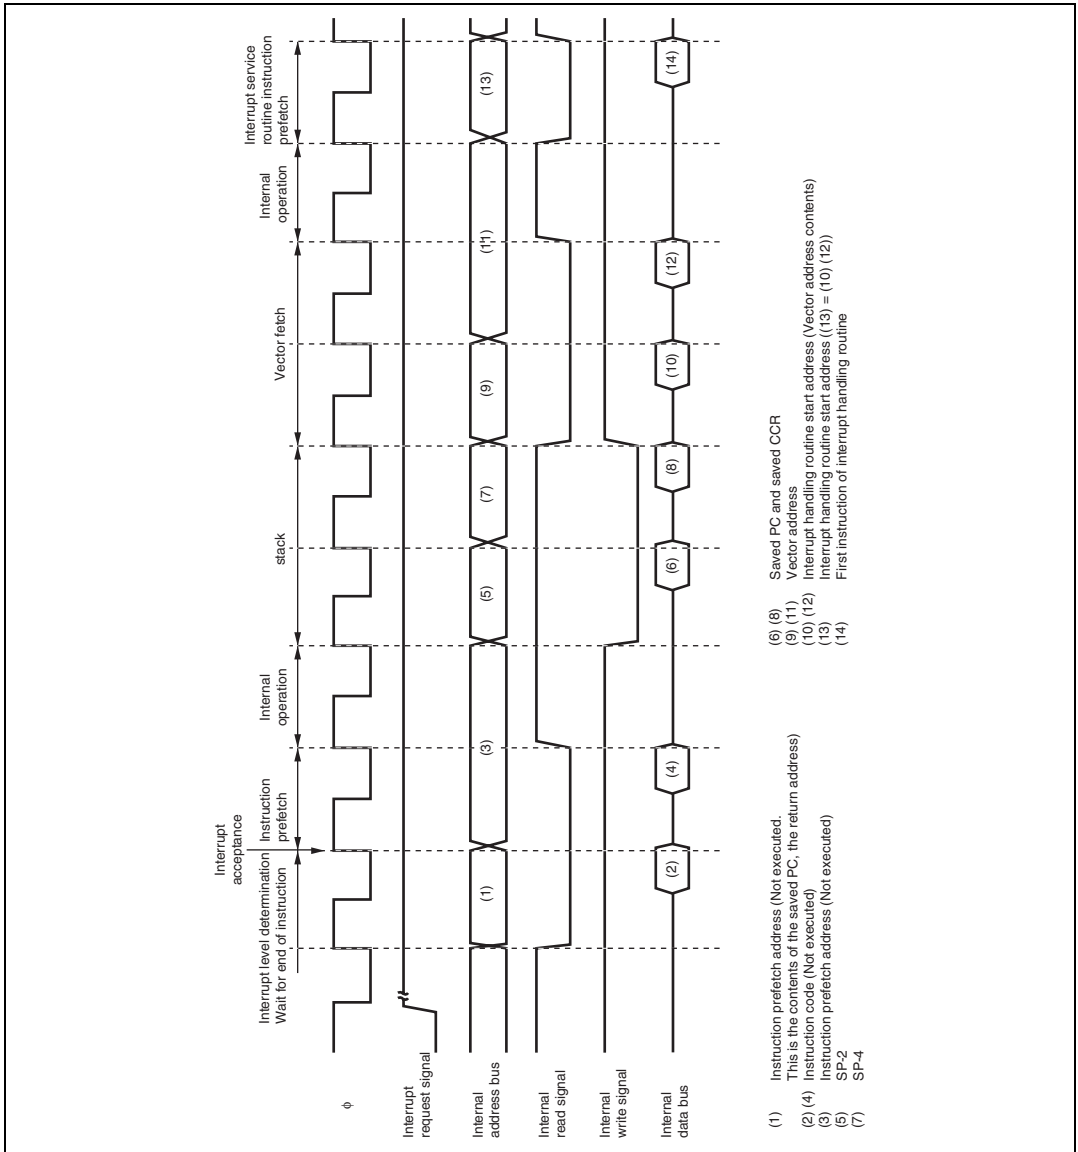 Interrupt
acceptance
Interrupt level determination
Wait for end of instruction
Instruction
prefetch
Internal
operation
stack
Vector fetch
Internal
operation
Interrupt service
routine instruction
prefetch
φ
Interrupt
request signal
Internal
address bus
(1)
(3)
(5)
(7)
(9)
(11)
(13)
Internal
read signal
Internal
write signal
Internal
data bus
(2)
(4)
(6)
(8)
(10)
(12)
(14)
(1) Instruction prefetch address (Not executed.
This is the contents of the saved PC, the return address)
(2) (4) Instruction code (Not executed)
(3) Instruction prefetch address (Not executed)
(5) SP-2
(7) SP-4
(6) (8) Saved PC and saved CCR
(9) (11) Vector address
(10) (12) Interrupt handling routine start address (Vector address contents)
(13) Interrupt handling routine start address ((13) = (10) (12))
(14) First instruction of interrupt handling routine